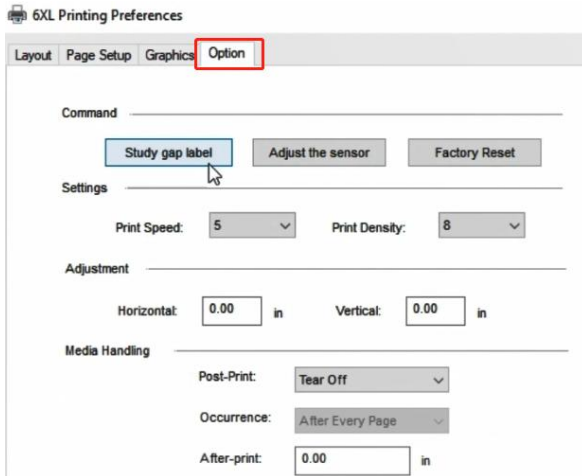 6XL Printing Preferences
Layout Page Setup Graphics Option
Command
Study gap label Adjust the sensor Factory Reset
Settings
Print Speed: 5 Print Density: 8
Adjustment
Horizontal: 0.00 in Vertical: 0.00 in
Media Handling
Post-Print: Tear Off
Occurrence: After Every Page
After-print: 0.00 in